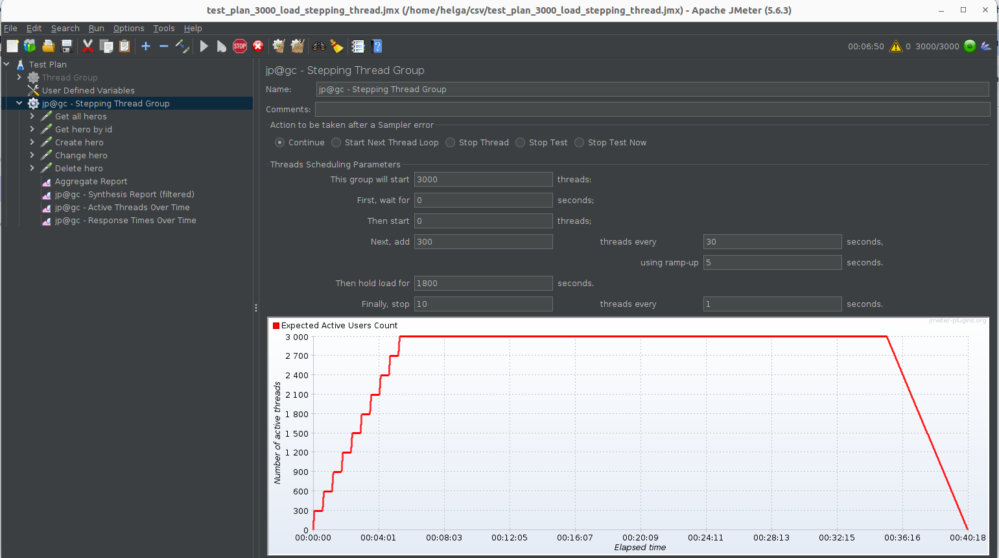 test_plan_3000_load_stepping_thread.jmx (/home/helga/csv/test_plan_3000_load_stepping_thread.jmx) - Apache JMeter (5.6.3)
File Edit Search Run Options Tools Help
STOP 00:06:50 0 3000/3000
Test Plan
Thread Group
User Defined Variables
jp@gc - Stepping Thread Group
Get all heros
Get hero by id
Create hero
Change hero
Delete hero
Aggregate Report
jp@gc - Synthesis Report (filtered)
jp@gc - Active Threads Over Time
jp@gc - Response Times Over Time
jp@gc - Stepping Thread Group
Name: jp@gc - Stepping Thread Group
Comments:
Action to be taken after a Sampler error
Continue Start Next Thread Loop Stop Thread Stop Test Stop Test Now
Threads Scheduling Parameters
This group will start 3000 threads:
First, wait for 0 seconds;
Then start 0 threads;
Next, add 300 threads every 30 seconds,
using ramp-up 5 seconds.
Then hold load for 1800 seconds.
Finally, stop 10 threads every 1 seconds.
Expected Active Users Count
jmeter-plugins.org
Number of active threads
3 000
2 700
2 400
2 100
1 800
1 500
1 200
900
600
300
0
00:00:00 00:04:01 00:08:03 00:12:05 00:16:07 00:20:09 00:24:11 00:28:13 00:32:15 00:36:16 00:40:18
Elapsed time